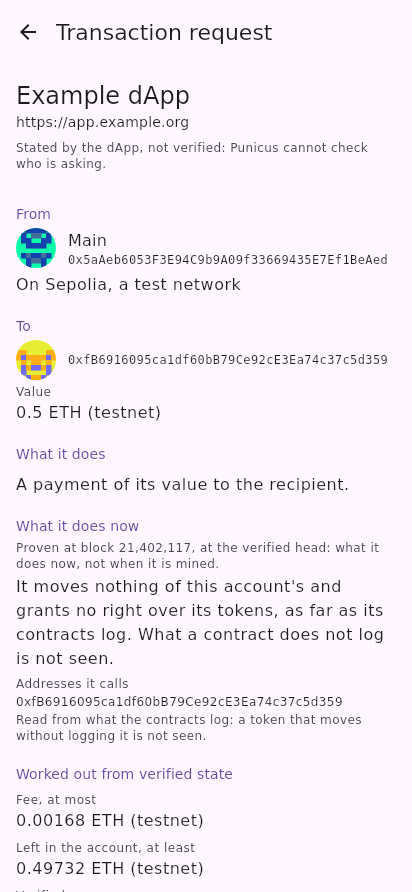 Transaction request
Example dApp
https://app.example.org
Stated by the dApp, not verified: Punicus cannot check
who is asking.
From
Main
0x5aAeb6053F3E94C9b9A09f33669435E7Ef1BeAed
On Sepolia, a test network
To
0xfB6916095ca1df60bB79Ce92cE3Ea74c37c5d359
Value
0.5 ETH (testnet)
What it does
A payment of its value to the recipient.
What it does now
Proven at block 21,402,117, at the verified head: what it
does now, not when it is mined.
It moves nothing of this account's and
grants no right over its tokens, as far as its
contracts log. What a contract does not log
is not seen.
Addresses it calls
0xfB6916095ca1df60bB79Ce92cE3Ea74c37c5d359
Read from what the contracts log: a token that moves
without logging it is not seen.
Worked out from verified state
Fee, at most
0.00168 ETH (testnet)
Left in the account, at least
0.49732 ETH (testnet)